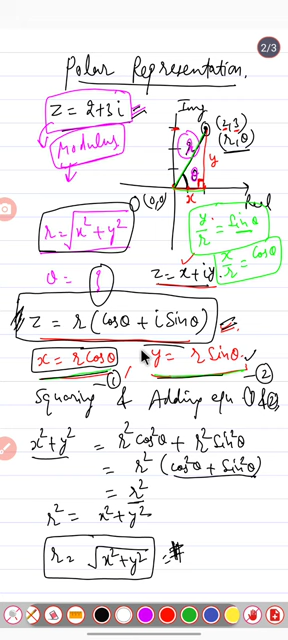 2/3
Polar Representation.
Z = 2+3i
Img
(2,3)
(r,θ)
r
y
θ
Modulus
x
Real
(0,0)
y/r = sinθ
x/r = cosθ
r = √x²+y²
θ = {
z = x+iy
Z = r (cosθ + i sinθ)
x = r cosθ
y = r sinθ
①
②
Squaring & Adding eqn ① & ②
x²+y² = r²cos²θ + r²sin²θ
= r² (cos²θ + sin²θ)
= r²
r² = x²+y²
r = √x²+y²